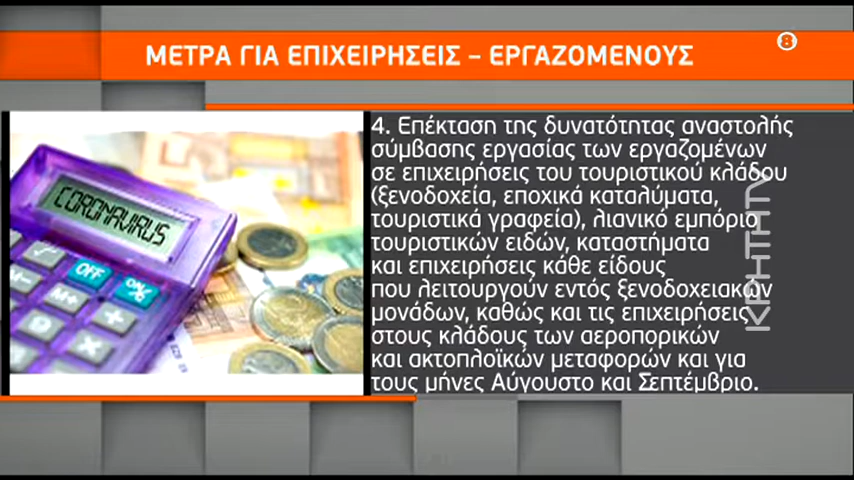 8
ΜΕΤΡΑ ΓΙΑ ΕΠΙΧΕΙΡΗΣΕΙΣ – ΕΡΓΑΖΟΜΕΝΟΥΣ
4. Επέκταση της δυνατότητας αναστολής
σύμβασης εργασίας των εργαζομένων
σε επιχειρήσεις του τουριστικού κλάδου
(ξενοδοχεία, εποχικά καταλύματα,
τουριστικά γραφεία), λιανικό εμπόριο
τουριστικών ειδών, καταστήματα
και επιχειρήσεις κάθε είδους
που λειτουργούν εντός ξενοδοχειακών
μονάδων, καθώς και τις επιχειρήσεις
στους κλάδους των αεροπορικών
και ακτοπλοϊκών μεταφορών και για
τους μήνες Αύγουστο και Σεπτέμβριο.
CORONAVIRUS
OFF
ON/C
M–
M+
+
9
×
ΚΡΗΤΗ TV